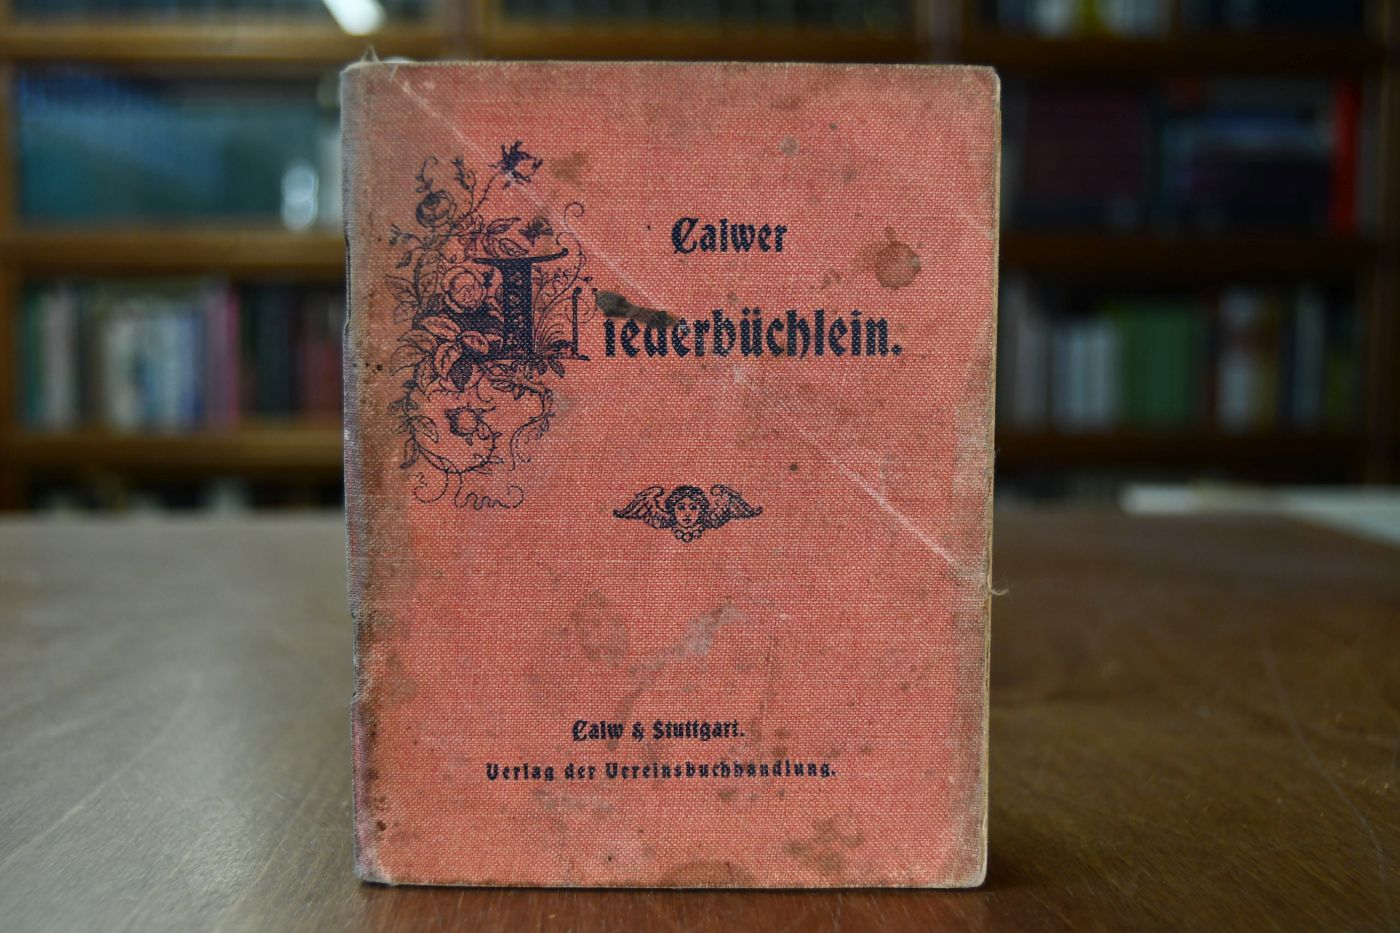 Calwer
Liederbüchlein.
Calw & Stuttgart.
Verlag der Vereinsbuchhandlung.